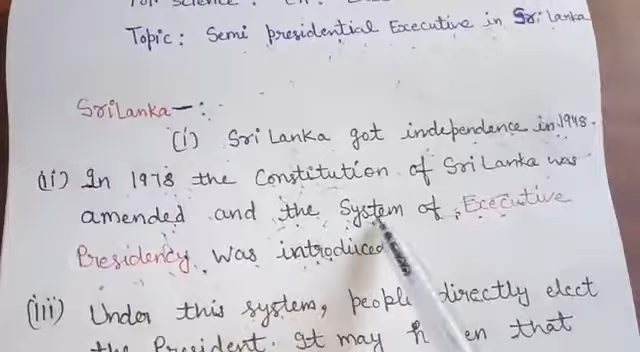 Topic: Semi presidential Executive in Sri Lanka
SriLanka—:
(i) Sri Lanka got independence in 1948.
(ii) In 1978 the Constitution of Sri Lanka was
amended and the System of Executive
Presidency was introduced
(iii) Under this system, people directly elect
the President. It may that